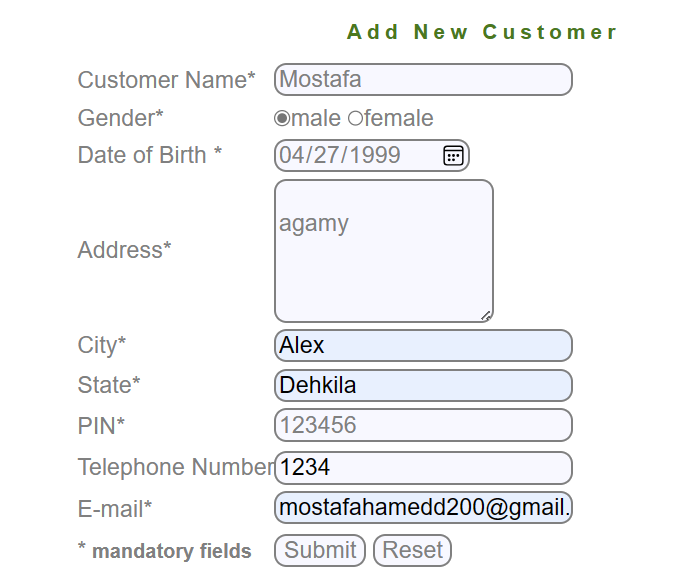 Add New Customer
Customer Name* Mostafa
Gender* male female
Date of Birth * 04/27/1999
Address* agamy
City* Alex
State* Dehkila
PIN* 123456
Telephone Number 1234
E-mail* mostafahamedd200@gmail.
* mandatory fields Submit Reset